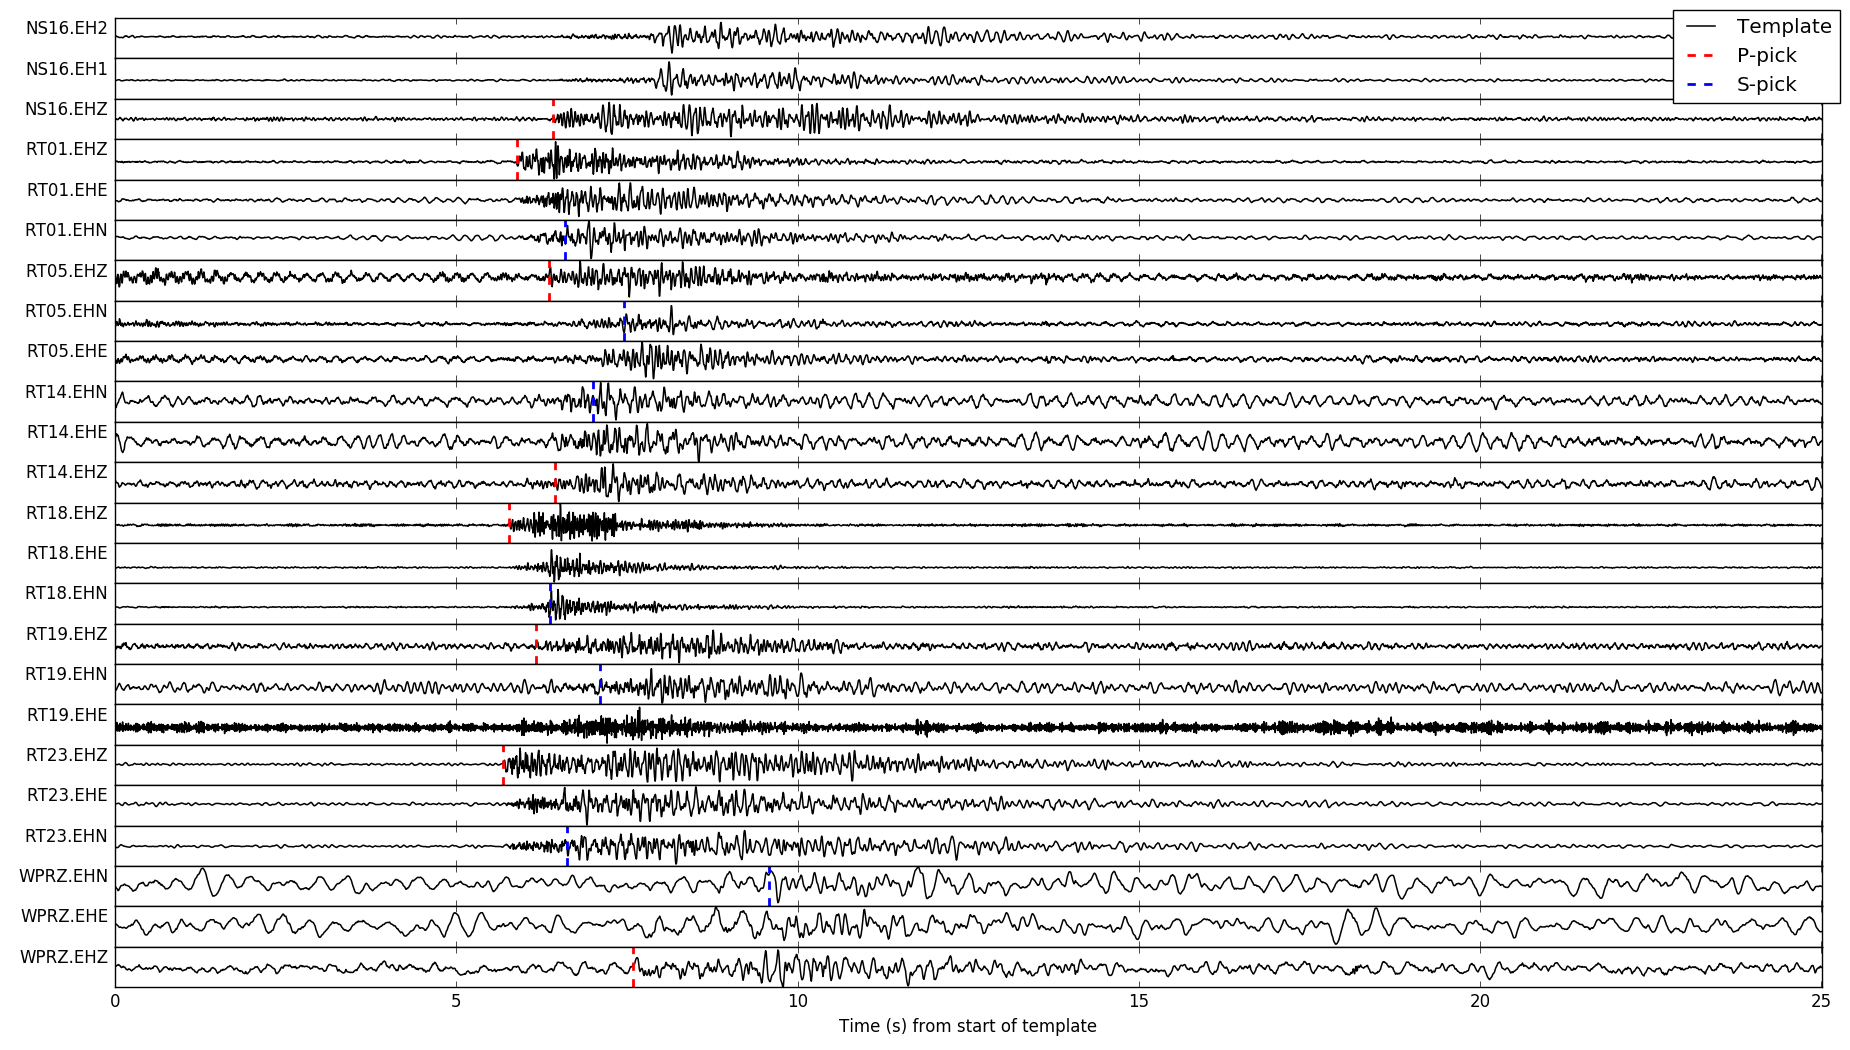 NS16.EH2
NS16.EH1
NS16.EHZ
RT01.EHZ
RT01.EHE
RT01.EHN
RT05.EHZ
RT05.EHN
RT05.EHE
RT14.EHN
RT14.EHE
RT14.EHZ
RT18.EHZ
RT18.EHE
RT18.EHN
RT19.EHZ
RT19.EHN
RT19.EHE
RT23.EHZ
RT23.EHE
RT23.EHN
WPRZ.EHN
WPRZ.EHE
WPRZ.EHZ
Template
P-pick
S-pick
0 5 10 15 20 25
Time (s) from start of template